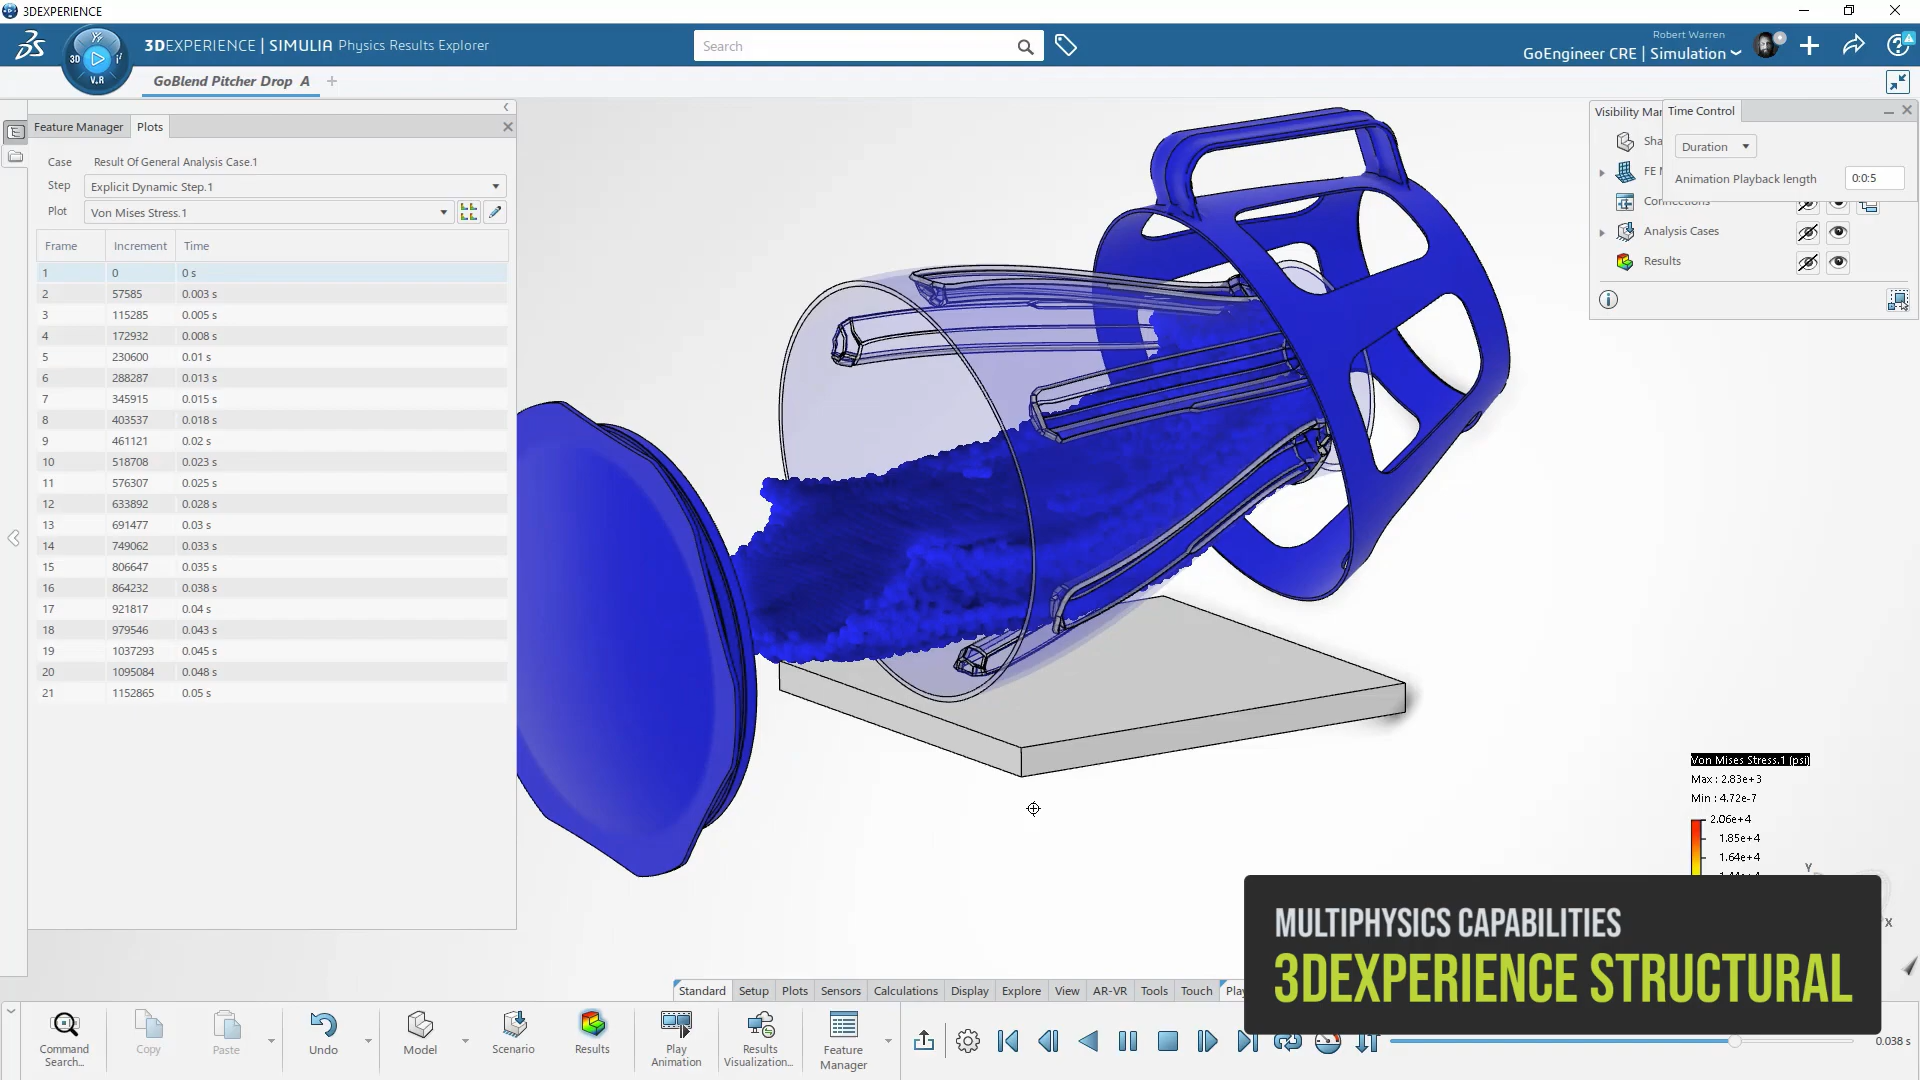 3DEXPERIENCE
3DEXPERIENCE | SIMULIA Physics Results Explorer
Search
Robert Warren
GoEngineer CRE | Simulation
3D
V.R
GoBlend Pitcher Drop A
Feature Manager
Plots
Case Result Of General Analysis Case.1
Step Explicit Dynamic Step.1
Plot Von Mises Stress.1
Frame Increment Time
1 0 0 s
2 57585 0.003 s
3 115285 0.005 s
4 172932 0.008 s
5 230600 0.01 s
6 288287 0.013 s
7 345915 0.015 s
8 403537 0.018 s
9 461121 0.02 s
10 518708 0.023 s
11 576307 0.025 s
12 633892 0.028 s
13 691477 0.03 s
14 749062 0.033 s
15 806647 0.035 s
16 864232 0.038 s
17 921817 0.04 s
18 979546 0.043 s
19 1037293 0.045 s
20 1095084 0.048 s
21 1152865 0.05 s
Visibility Mar
Time Control
Sha
Duration
FE M
Animation Playback length 0:0:5
Connections
Analysis Cases
Results
Von Mises Stress.1 (psi)
Max : 2.83e+3
Min : 4.72e-7
2.06e+4
1.85e+4
1.64e+4
Y
X
MULTIPHYSICS CAPABILITIES
3DEXPERIENCE STRUCTURAL
Standard Setup Plots Sensors Calculations Display Explore View AR-VR Tools Touch Play
Command Search...
Copy
Paste
Undo
Model
Scenario
Results
Play Animation
Results Visualization...
Feature Manager
0.038 s